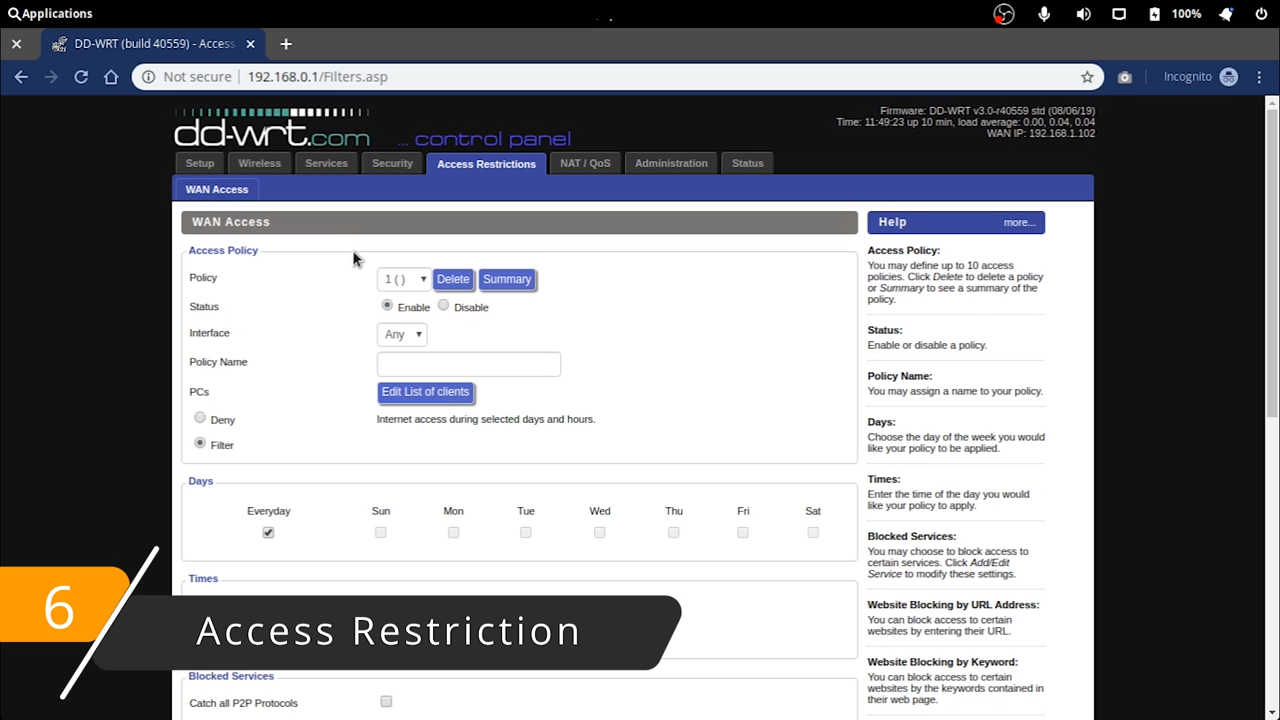 Applications
100%
DD-WRT (build 40559) - Access
Not secure
192.168.0.1/Filters.asp
Incognito
dd-wrt.com
... control panel
Firmware: DD-WRT v3.0-r40559 std (08/06/19)
Time: 11:49:23 up 10 min, load average: 0.00, 0.04, 0.04
WAN IP: 192.168.1.102
Setup
Wireless
Services
Security
Access Restrictions
NAT / QoS
Administration
Status
WAN Access
WAN Access
Access Policy
Policy
1 ( )
Delete
Summary
Status
Enable
Disable
Interface
Any
Policy Name
PCs
Edit List of clients
Deny
Internet access during selected days and hours.
Filter
Days
Everyday
Sun
Mon
Tue
Wed
Thu
Fri
Sat
Times
Blocked Services
Catch all P2P Protocols
Help
more...
Access Policy:
You may define up to 10 access
policies. Click Delete to delete a policy
or Summary to see a summary of the
policy.
Status:
Enable or disable a policy.
Policy Name:
You may assign a name to your policy.
Days:
Choose the day of the week you would
like your policy to be applied.
Times:
Enter the time of the day you would
like your policy to apply.
Blocked Services:
You may choose to block access to
certain services. Click Add/Edit
Service to modify these settings.
Website Blocking by URL Address:
You can block access to certain
websites by entering their URL.
Website Blocking by Keyword:
You can block access to certain
websites by the keywords contained in
their web page.
6
Access Restriction